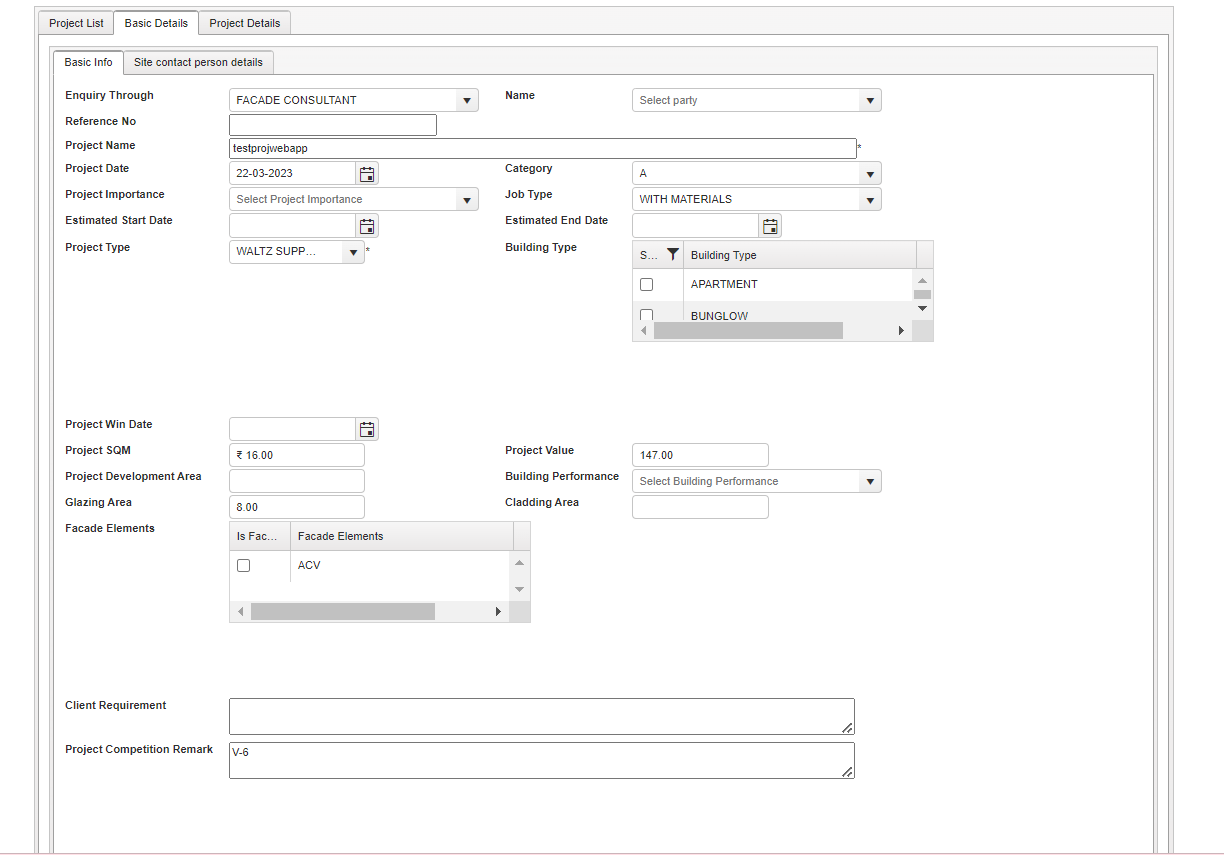 Project List Basic Details Project Details
Basic Info Site contact person details
Enquiry Through FACADE CONSULTANT Name Select party
Reference No
Project Name testprojwebapp *
Project Date 22-03-2023 Category A
Project Importance Select Project Importance Job Type WITH MATERIALS
Estimated Start Date Estimated End Date
Project Type WALTZ SUPP... * Building Type
S... Building Type
APARTMENT
BUNGLOW
Project Win Date
Project SQM ₹ 16.00 Project Value 147.00
Project Development Area Building Performance Select Building Performance
Glazing Area 8.00 Cladding Area
Facade Elements
Is Fac... Facade Elements
ACV
Client Requirement
Project Competition Remark V-6